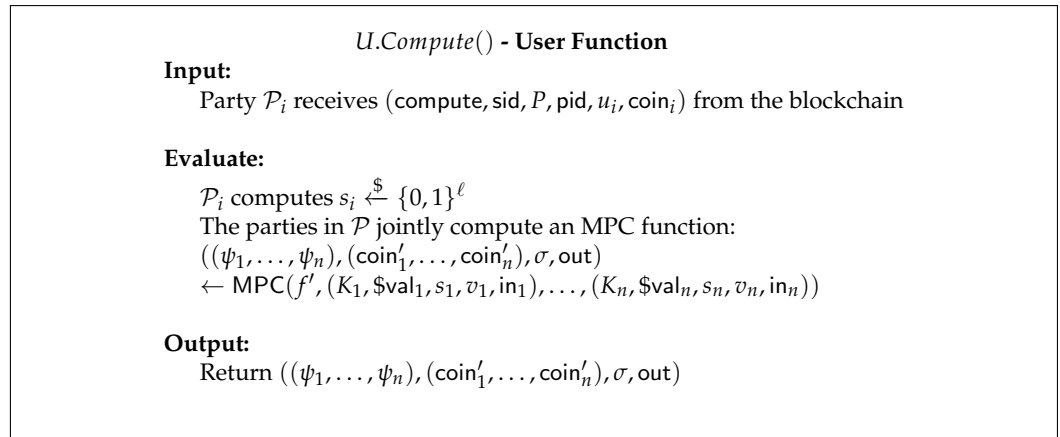 U.Compute() - User Function
Input:
Party 𝒫ᵢ receives (compute, sid, P, pid, uᵢ, coinᵢ) from the blockchain
Evaluate:
𝒫ᵢ computes sᵢ ←$ {0, 1}^ℓ
The parties in 𝒫 jointly compute an MPC function:
((ψ₁, . . . , ψₙ), (coin′₁, . . . , coin′ₙ), σ, out)
← MPC(f′, (K₁, $val₁, s₁, v₁, in₁), . . . , (Kₙ, $valₙ, sₙ, vₙ, inₙ))
Output:
Return ((ψ₁, . . . , ψₙ), (coin′₁, . . . , coin′ₙ), σ, out)